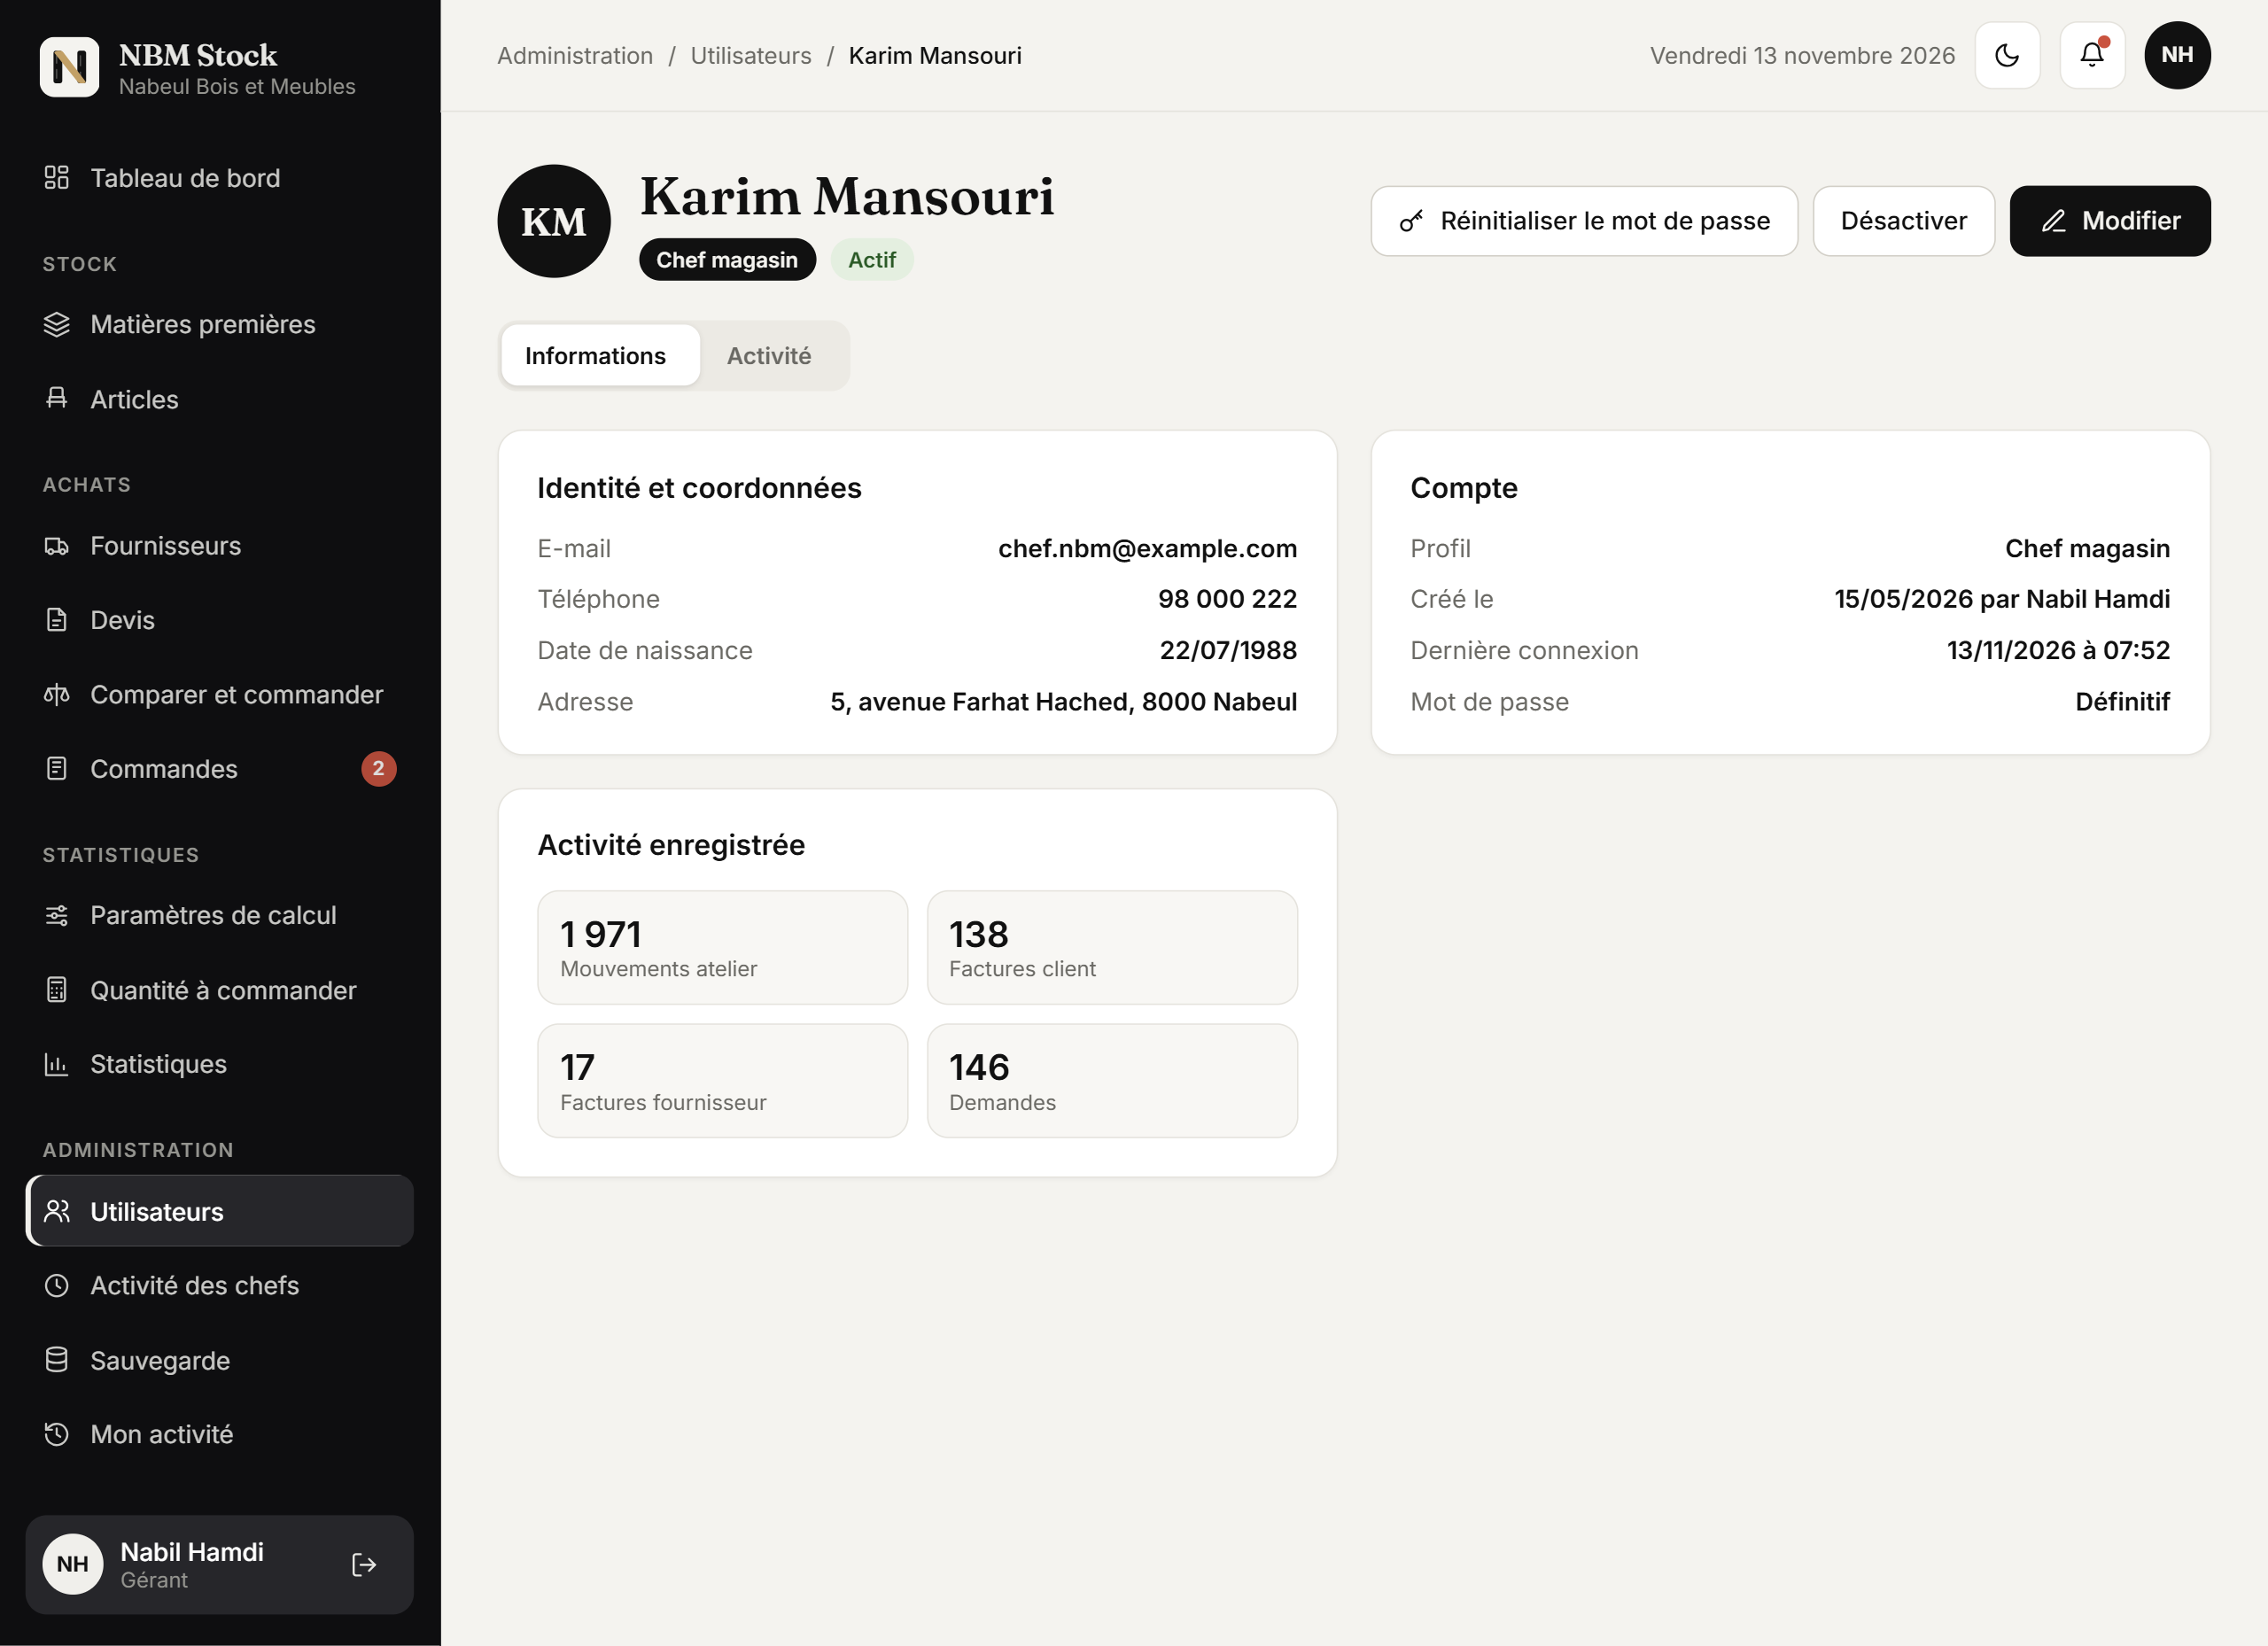 NBM Stock
Nabeul Bois et Meubles
Tableau de bord
STOCK
Matières premières
Articles
ACHATS
Fournisseurs
Devis
Comparer et commander
Commandes 2
STATISTIQUES
Paramètres de calcul
Quantité à commander
Statistiques
ADMINISTRATION
Utilisateurs
Activité des chefs
Sauvegarde
Mon activité
NH
Nabil Hamdi
Gérant
Administration / Utilisateurs / Karim Mansouri
Vendredi 13 novembre 2026
NH
KM
Karim Mansouri
Chef magasin
Actif
Réinitialiser le mot de passe
Désactiver
Modifier
Informations
Activité
Identité et coordonnées
E-mail chef.nbm@example.com
Téléphone 98 000 222
Date de naissance 22/07/1988
Adresse 5, avenue Farhat Hached, 8000 Nabeul
Compte
Profil Chef magasin
Créé le 15/05/2026 par Nabil Hamdi
Dernière connexion 13/11/2026 à 07:52
Mot de passe Définitif
Activité enregistrée
1 971
Mouvements atelier
138
Factures client
17
Factures fournisseur
146
Demandes